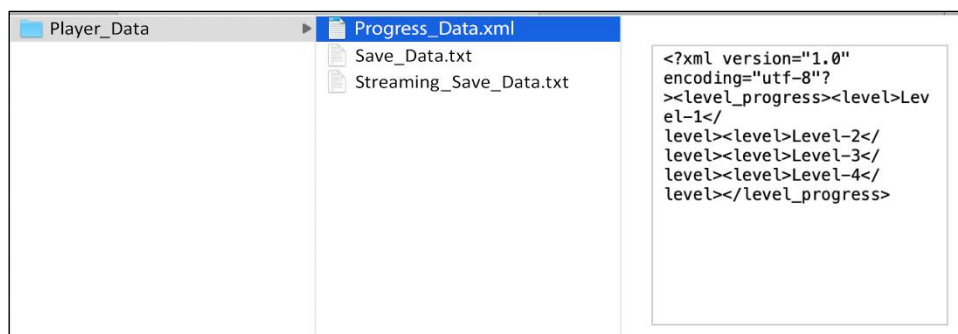 Player_Data
Progress_Data.xml
Save_Data.txt
Streaming_Save_Data.txt
<?xml version="1.0"
encoding="utf-8"?
><level_progress><level>Lev
el-1</
level><level>Level-2</
level><level>Level-3</
level><level>Level-4</
level></level_progress>